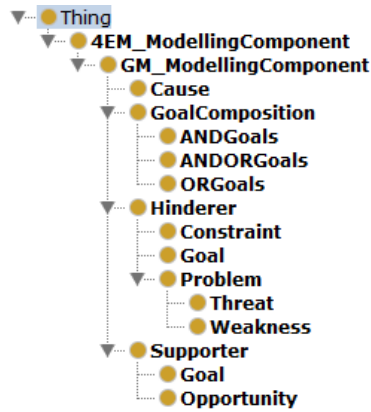 Thing
4EM_ModellingComponent
GM_ModellingComponent
Cause
GoalComposition
ANDGoals
ANDORGoals
ORGoals
Hinderer
Constraint
Goal
Problem
Threat
Weakness
Supporter
Goal
Opportunity